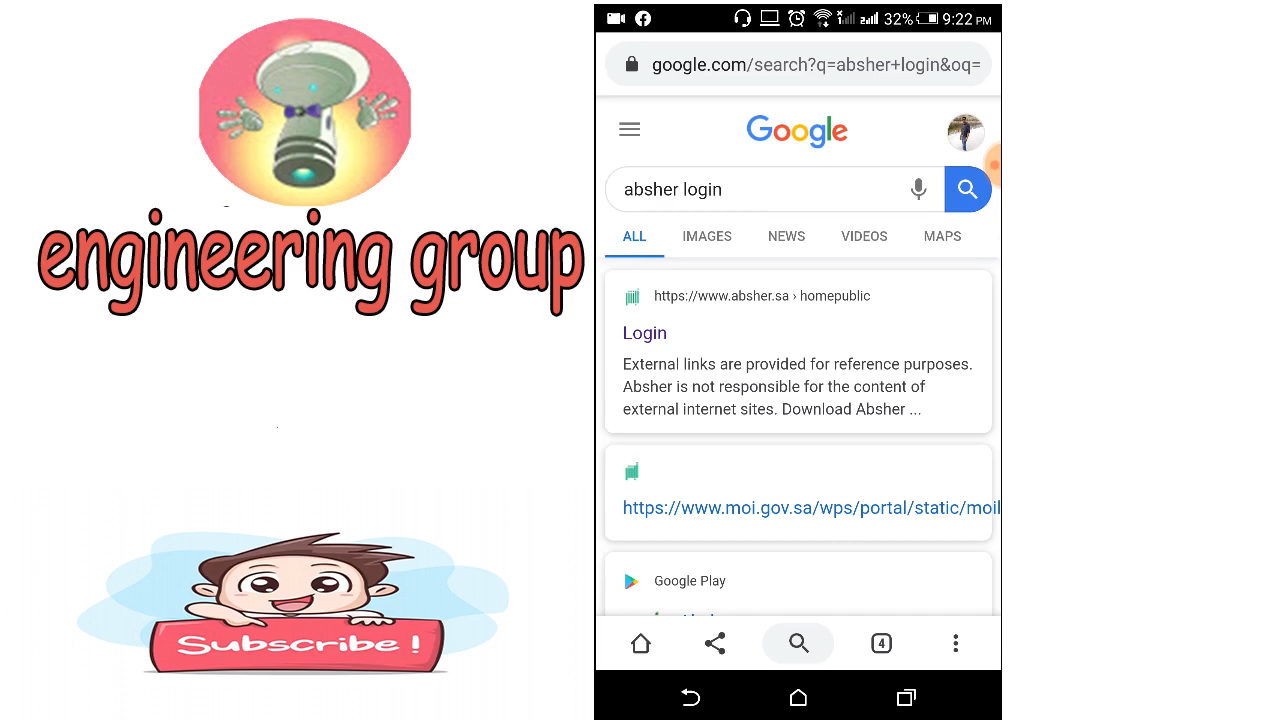 engineering group
Subscribe !
32% 9:22 PM
google.com/search?q=absher+login&oq=
Google
absher login
ALL IMAGES NEWS VIDEOS MAPS
https://www.absher.sa › homepublic
Login
External links are provided for reference purposes.
Absher is not responsible for the content of
external internet sites. Download Absher ...
https://www.moi.gov.sa/wps/portal/static/moil
Google Play
4